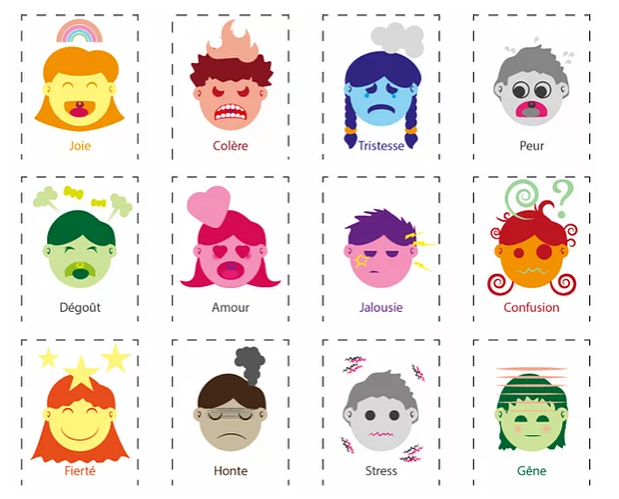 Joie
Colère
Tristesse
Peur
Dégoût
Amour
Jalousie
Confusion
Fierté
Honte
Stress
Gêne